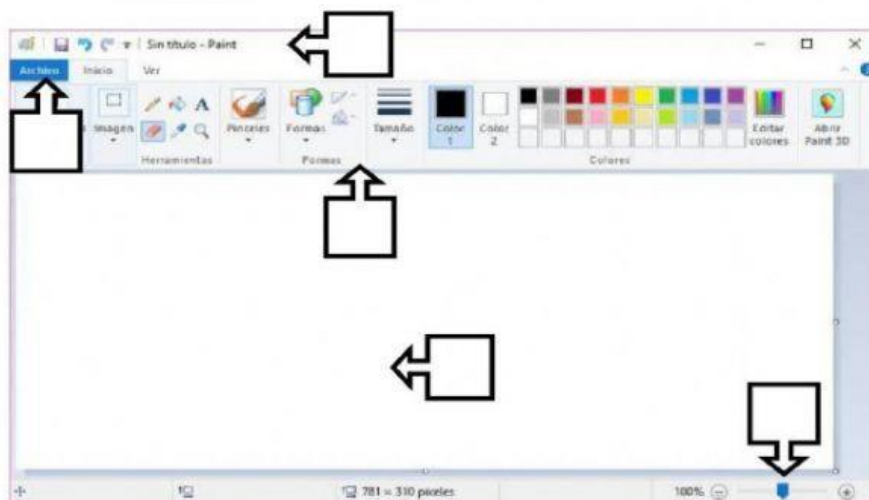 Sin título - Paint
Archivo Inicio Ver
A
Imagen Pinceles Formas Tamaño Color 1 Color 2 Editar colores Abrir Paint 3D
Herramientas Formas Colores
781 × 310 píxeles 100%